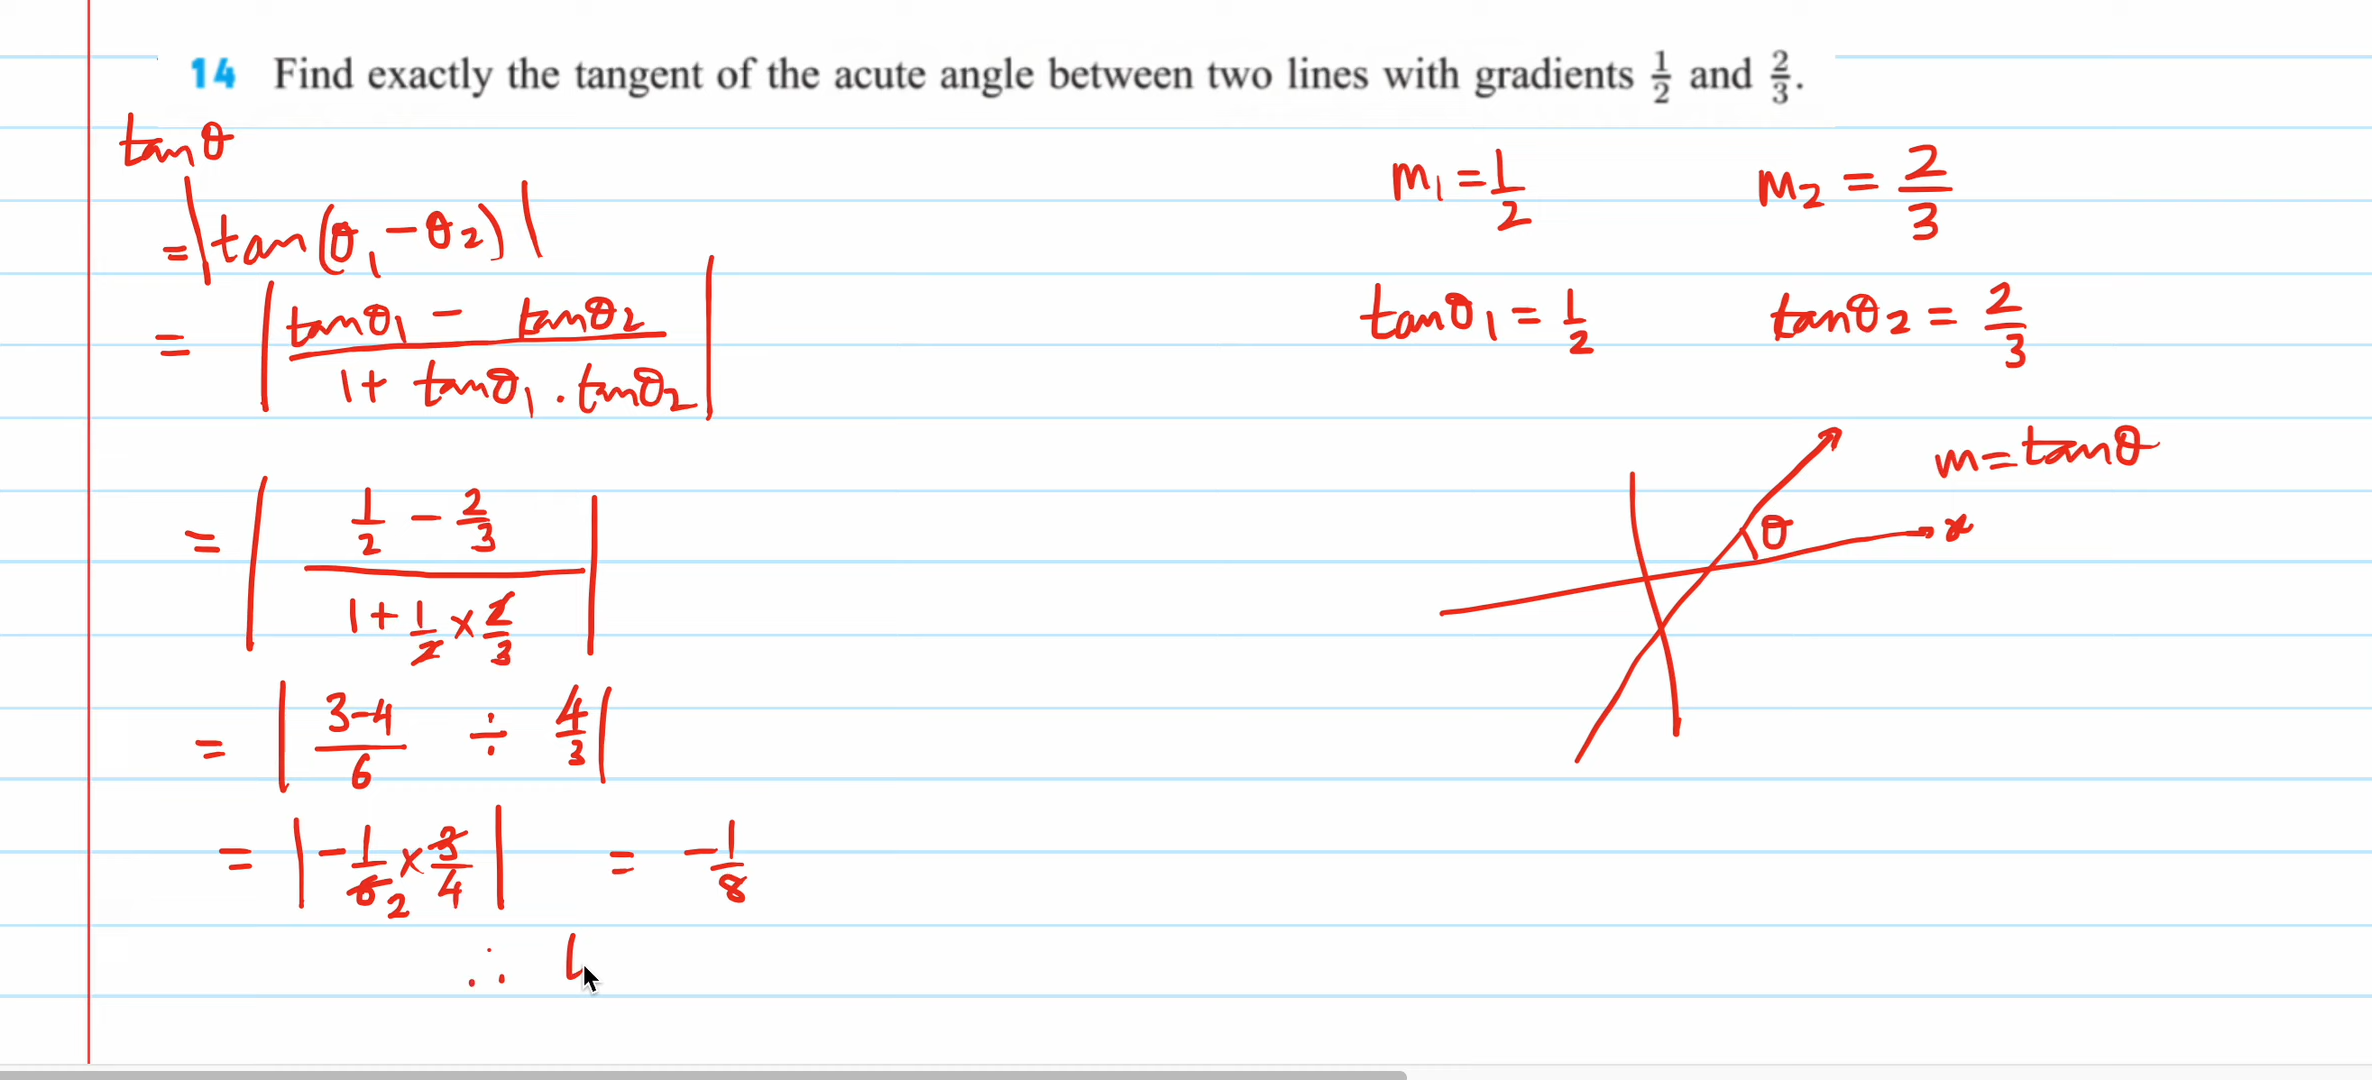 14 Find exactly the tangent of the acute angle between two lines with gradients 1/2 and 2/3.
tanθ
= |tan(θ₁ - θ₂)|
= |(tanθ₁ - tanθ₂)/(1 + tanθ₁ . tanθ₂)|
= |(1/2 - 2/3)/(1 + 1/2 × 2/3)|
= |(3-4)/6 ÷ 4/3|
= |-1/6 2 × 3/4| = -1/8
∴
m₁ = 1/2 m₂ = 2/3
tanθ₁ = 1/2 tanθ₂ = 2/3
m = tanθ
θ
x